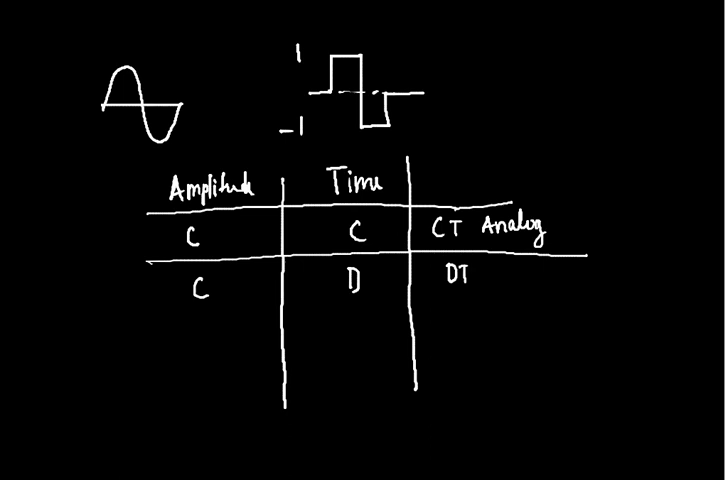 1
-1
Amplitude Time
C C CT Analog
C D DT